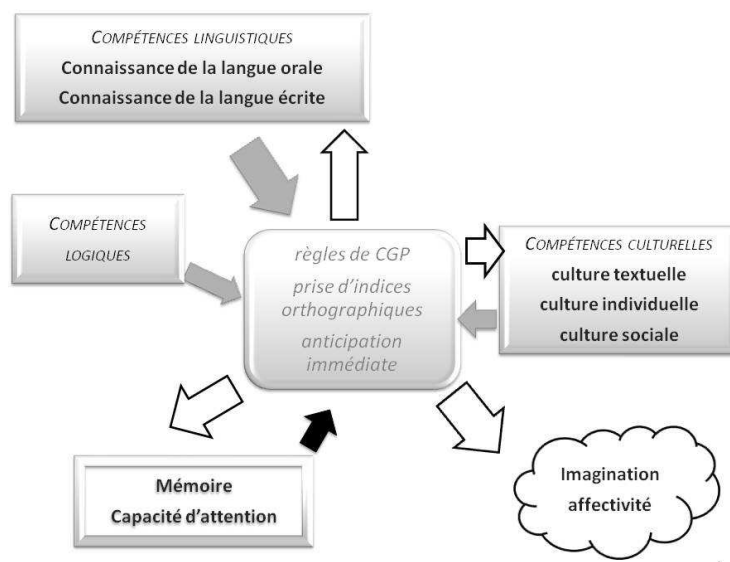 COMPÉTENCES LINGUISTIQUES
Connaissance de la langue orale
Connaissance de la langue écrite
COMPÉTENCES
LOGIQUES
règles de CGP
prise d'indices
orthographiques
anticipation
immédiate
COMPÉTENCES CULTURELLES
culture textuelle
culture individuelle
culture sociale
Mémoire
Capacité d'attention
Imagination
affectivité